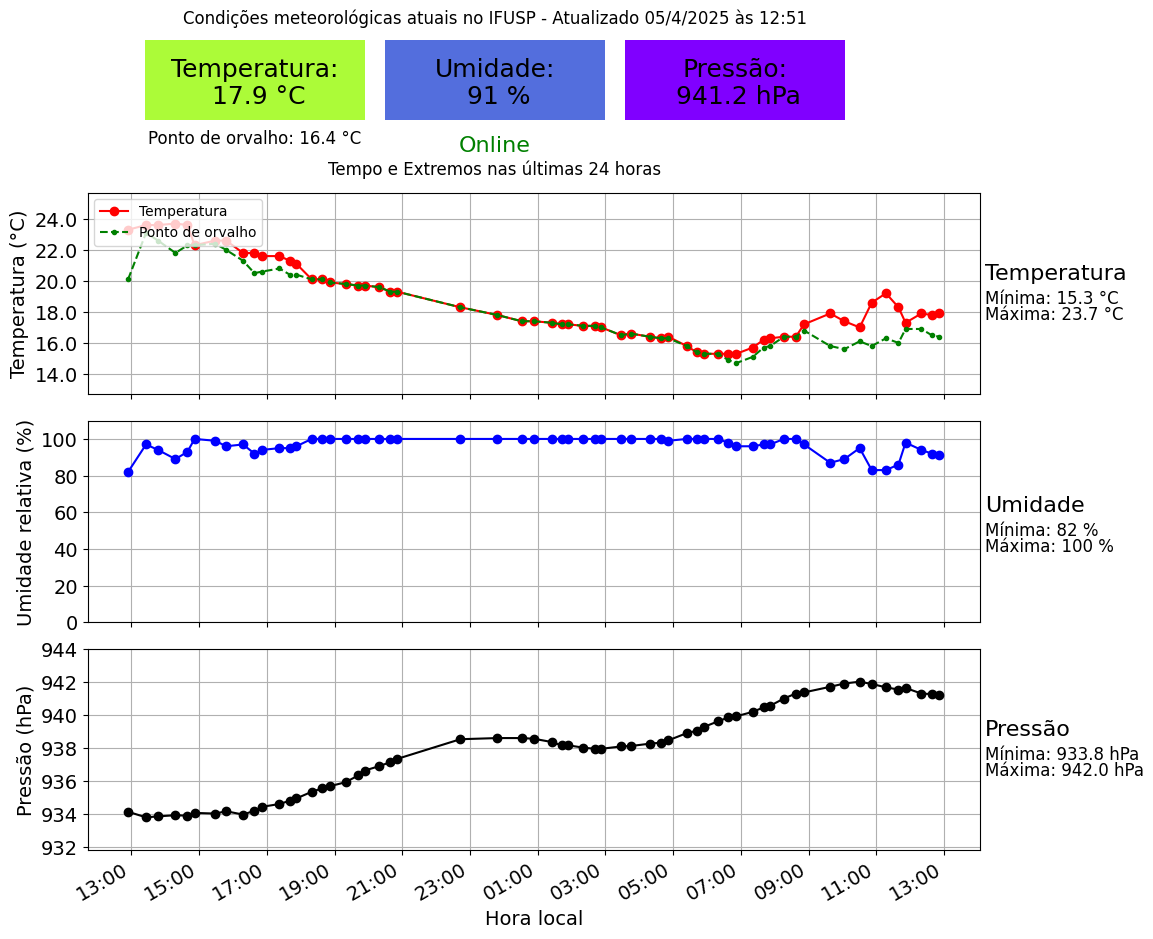 Condições meteorológicas atuais no IFUSP - Atualizado 05/4/2025 às 12:51
Temperatura:
17.9 °C
Umidade:
91 %
Pressão:
941.2 hPa
Ponto de orvalho: 16.4 °C
Online
Tempo e Extremos nas últimas 24 horas
Temperatura (°C)
24.0
22.0
20.0
18.0
16.0
14.0
Temperatura
Ponto de orvalho
Temperatura
Mínima: 15.3 °C
Máxima: 23.7 °C
Umidade relativa (%)
100
80
60
40
20
0
Umidade
Mínima: 82 %
Máxima: 100 %
Pressão (hPa)
944
942
940
938
936
934
932
Pressão
Mínima: 933.8 hPa
Máxima: 942.0 hPa
13:00
15:00
17:00
19:00
21:00
23:00
01:00
03:00
05:00
07:00
09:00
11:00
13:00
Hora local